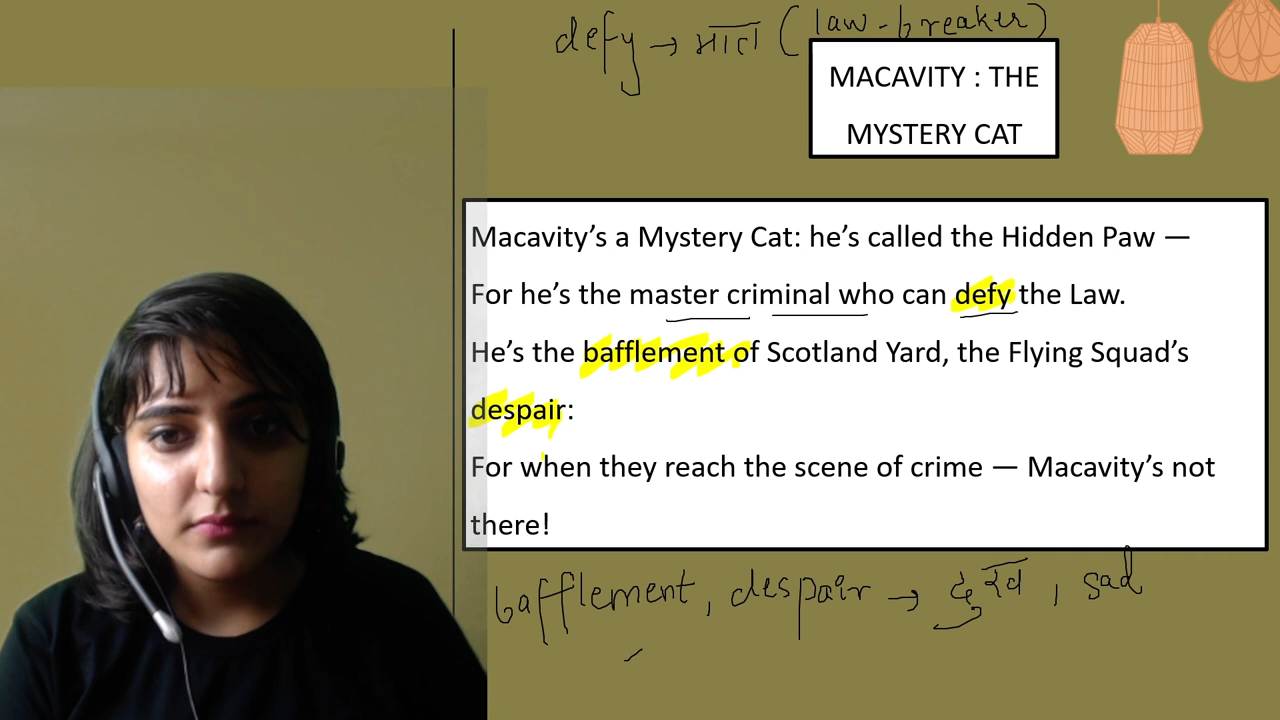 defy → (law-breaker)
MACAVITY : THE
MYSTERY CAT
Macavity’s a Mystery Cat: he’s called the Hidden Paw —
For he’s the master criminal who can defy the Law.
He’s the bafflement of Scotland Yard, the Flying Squad’s
despair:
For when they reach the scene of crime — Macavity’s not
there!
bafflement, despair → दुःख, sad